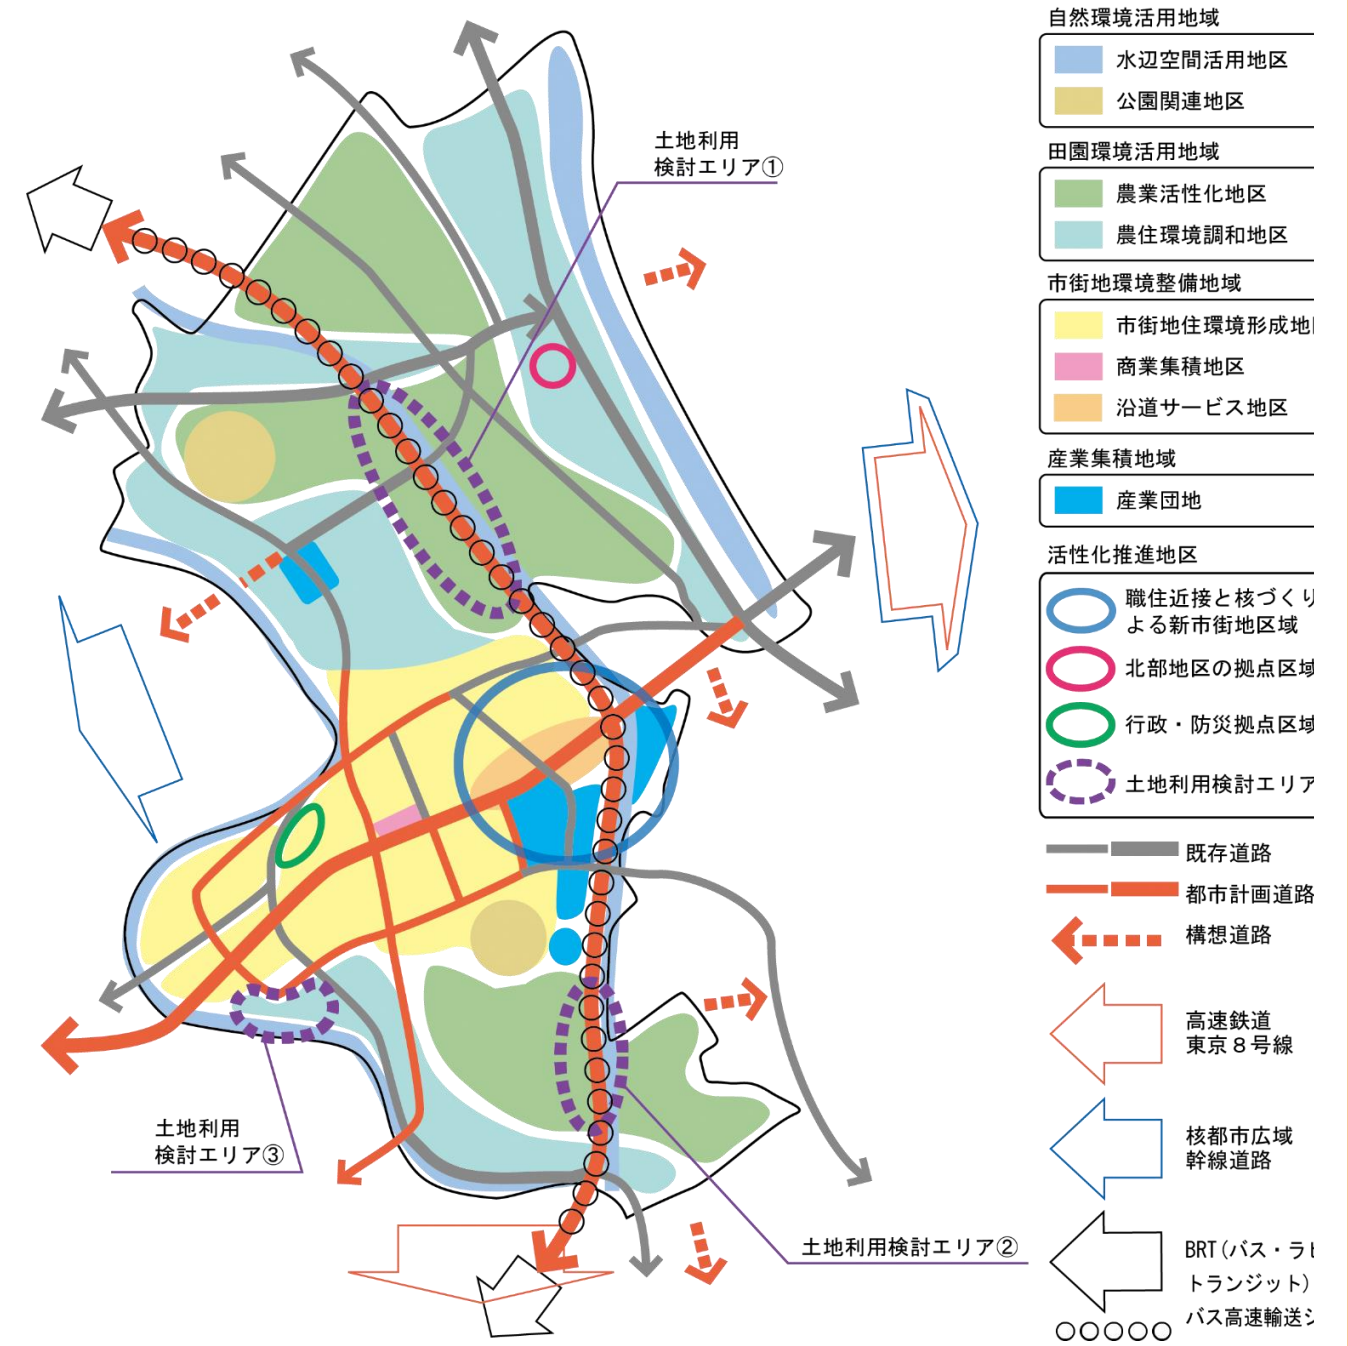 土地利用
検討エリア①
土地利用
検討エリア③
土地利用検討エリア②
自然環境活用地域
水辺空間活用地区
公園関連地区
田園環境活用地域
農業活性化地区
農住環境調和地区
市街地環境整備地域
市街地住環境形成地
商業集積地区
沿道サービス地区
産業集積地域
産業団地
活性化推進地区
職住近接と核づくり
よる新市街地区域
北部地区の拠点区域
行政・防災拠点区域
土地利用検討エリア
既存道路
都市計画道路
構想道路
高速鉄道
東京８号線
核都市広域
幹線道路
BRT(バス・ラ
トランジット)
バス高速輸送シ